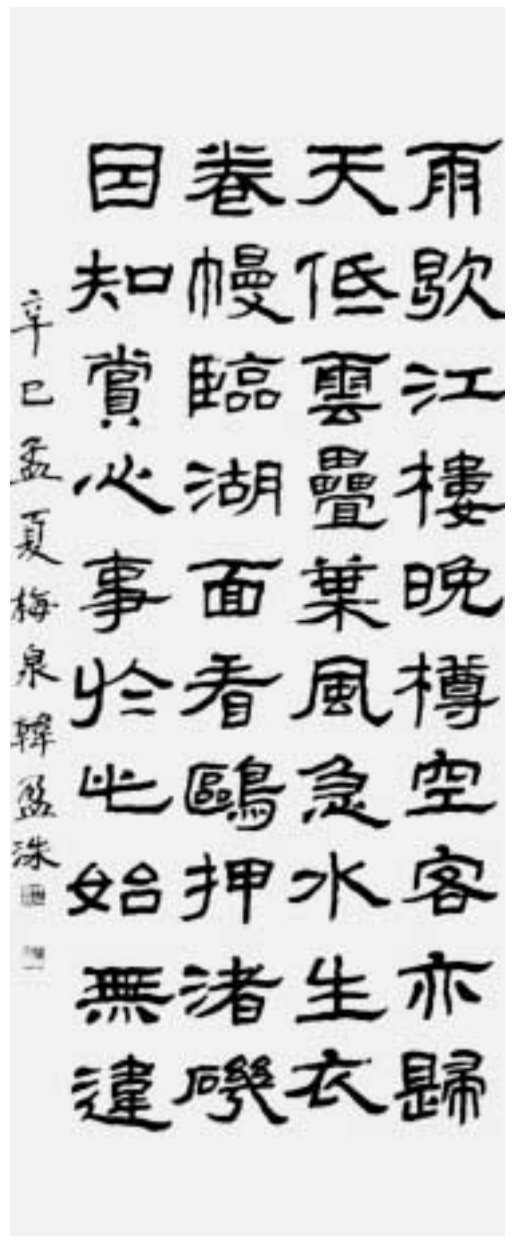 雨歇江樓晩樽空客亦歸
天低雲疊葉風急水生衣
卷幔臨湖面看鷗押渚磯
因知賞心事於此始無違
辛巳孟夏梅泉韓盤洙